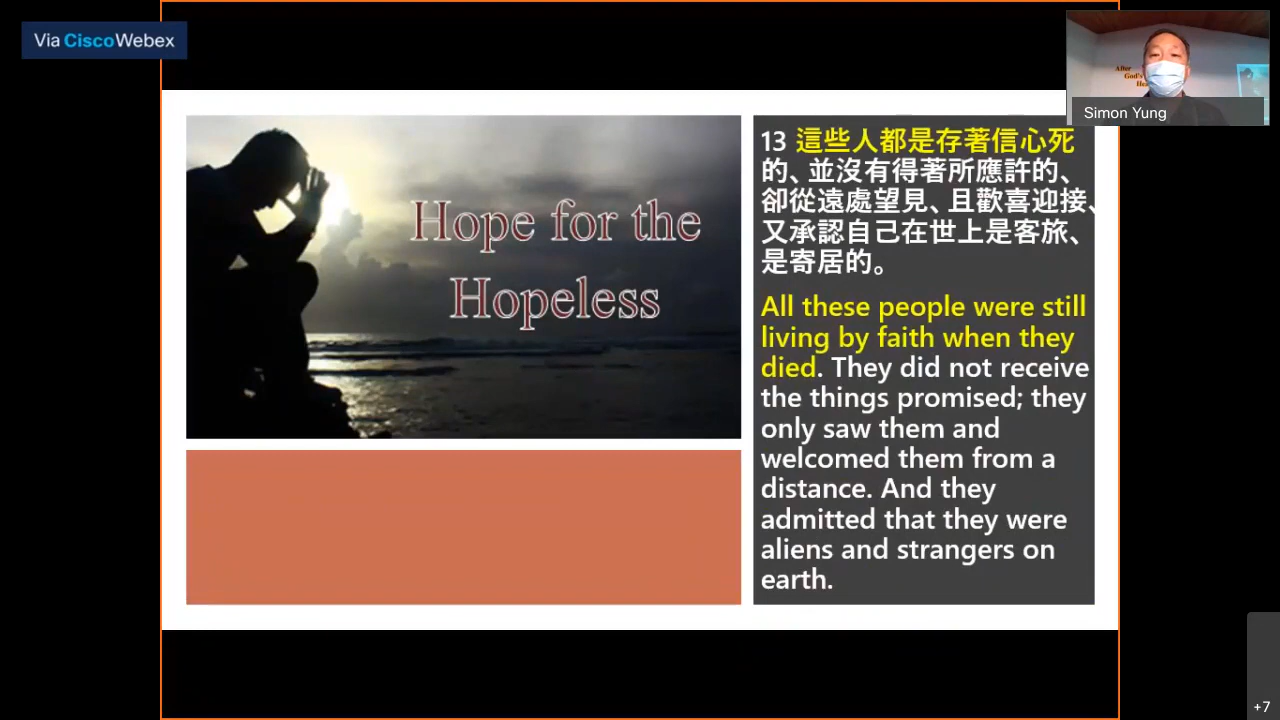 Via Cisco Webex
After
God's
Simon Yung
Hope for the
Hopeless
13 這些人都是存著信心死
的、並沒有得著所應許的、
卻從遠處望見、且歡喜迎接、
又承認自己在世上是客旅、
是寄居的。
All these people were still
living by faith when they
died. They did not receive
the things promised; they
only saw them and
welcomed them from a
distance. And they
admitted that they were
aliens and strangers on
earth.
+7